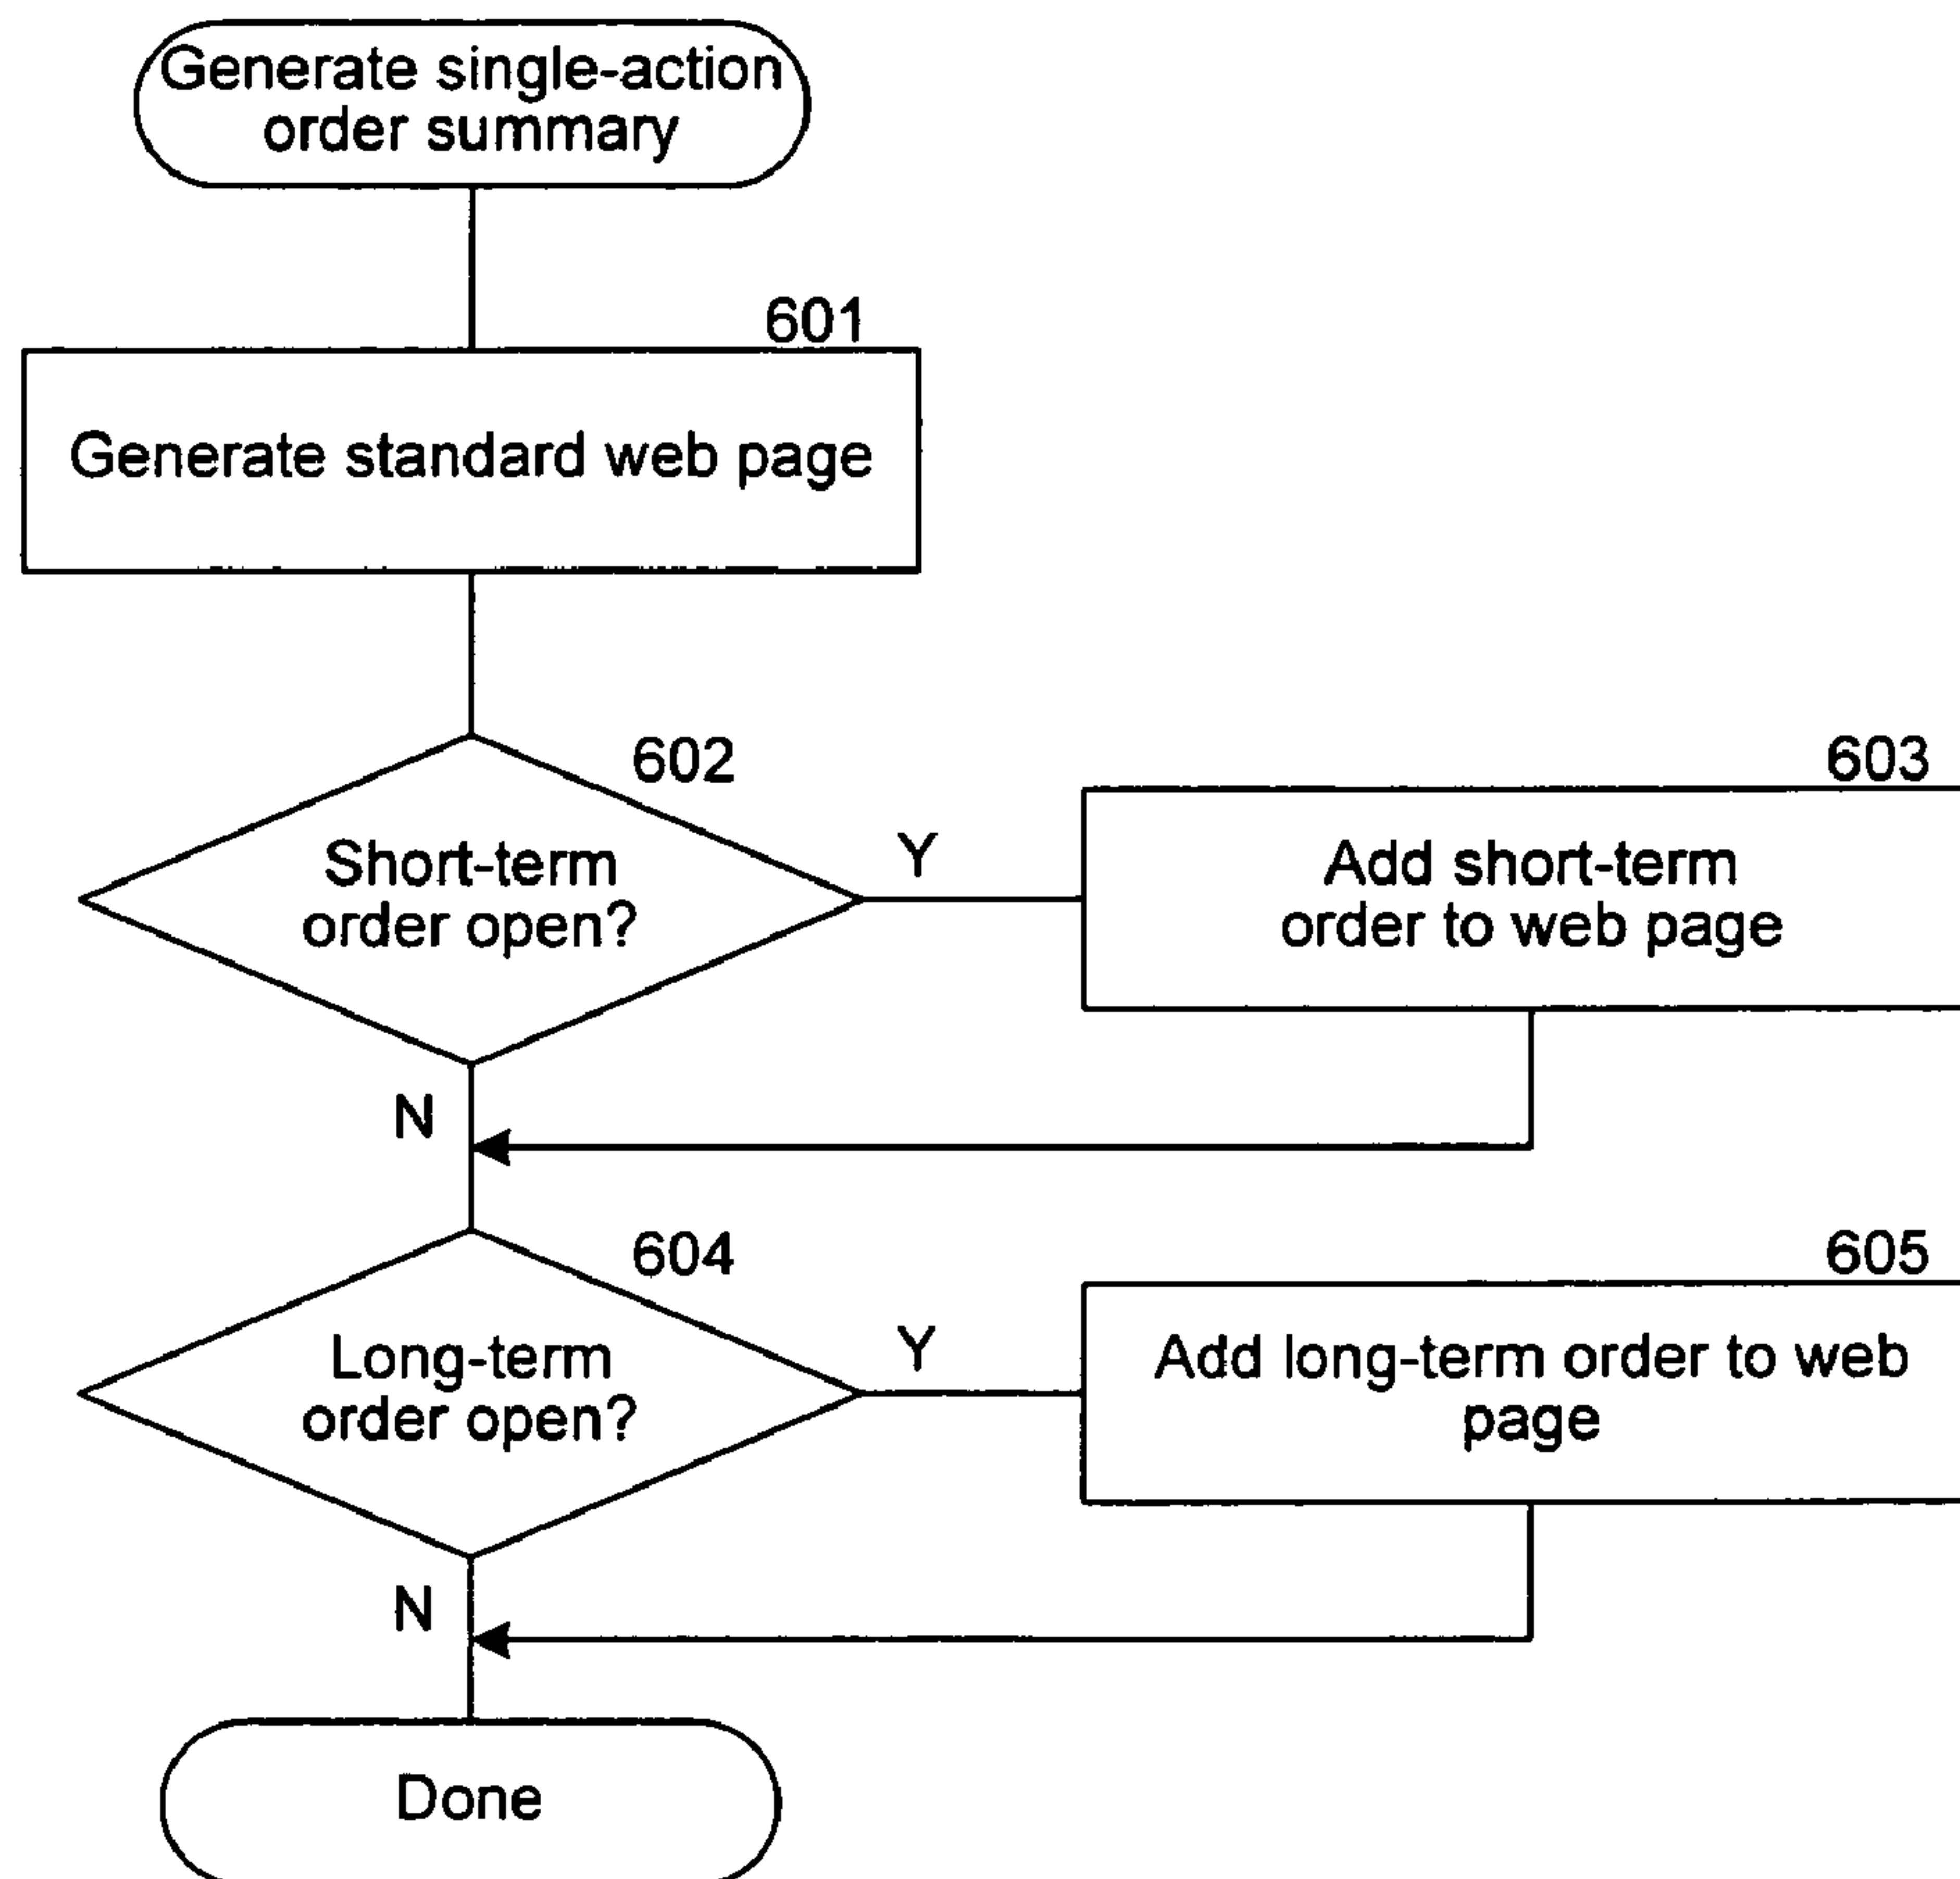 Generate single-action
order summary
601
Generate standard web page
602
Short-term
order open?
Y
603
Add short-term
order to web page
N
604
Long-term
order open?
Y
605
Add long-term order to web
page
N
Done